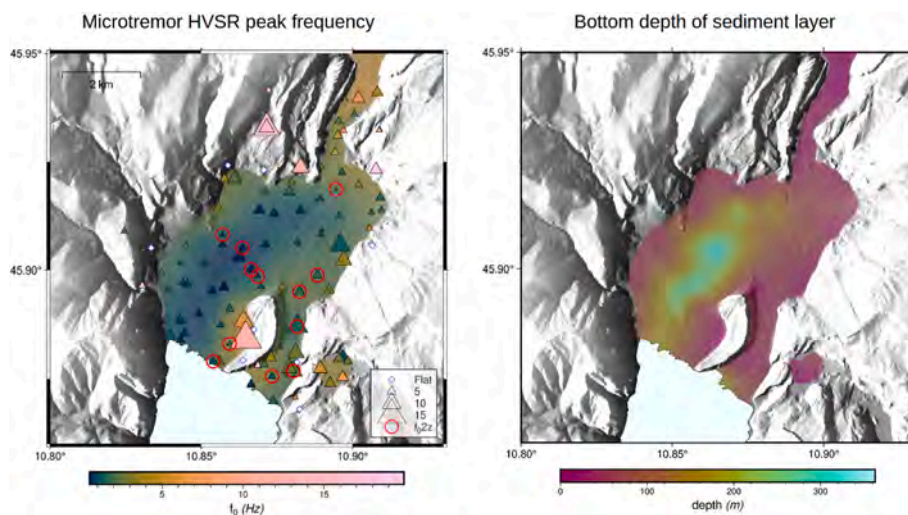 Microtremor HVSR peak frequency
Bottom depth of sediment layer
45.95°
2 km
45.90°
Flat
5
10
15
f₀2z
10.80°
10.85°
10.90°
5
10
15
f₀ (Hz)
45.95°
45.90°
10.80°
10.85°
10.90°
0
100
200
300
depth (m)